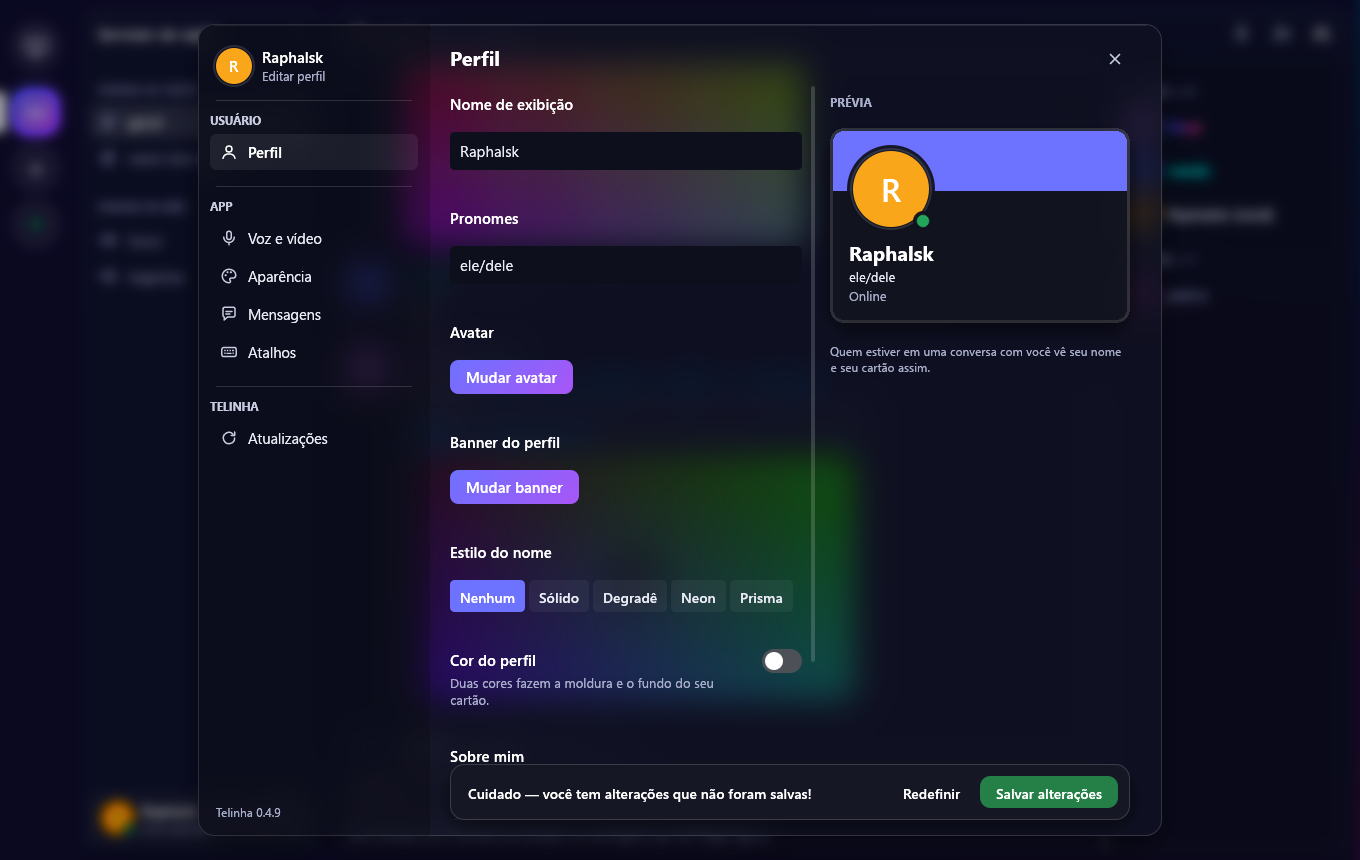 Raphalsk
Editar perfil
USUÁRIO
Perfil
APP
Voz e vídeo
Aparência
Mensagens
Atalhos
TELINHA
Atualizações
Telinha 0.4.9
Perfil
Nome de exibição
Raphalsk
Pronomes
ele/dele
Avatar
Mudar avatar
Banner do perfil
Mudar banner
Estilo do nome
Nenhum Sólido Degradê Neon Prisma
Cor do perfil
Duas cores fazem a moldura e o fundo do seu
cartão.
Sobre mim
PRÉVIA
R
Raphalsk
ele/dele
Online
Quem estiver em uma conversa com você vê seu nome
e seu cartão assim.
Cuidado — você tem alterações que não foram salvas!
Redefinir
Salvar alterações
R